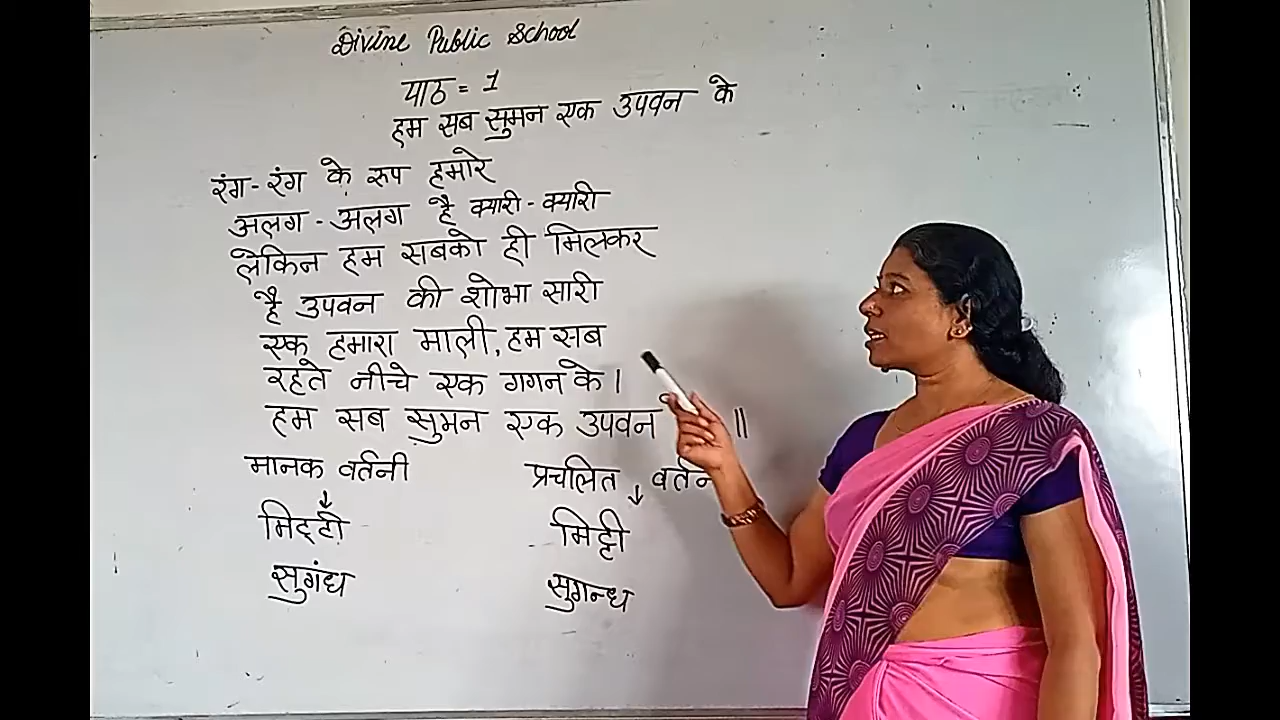 Divine Public School
पाठ = 1
हम सब सुमन एक उपवन के
रंग-रंग के रुप हमारे
अलग-अलग है क्यारी-क्यारी
लेकिन हम सबको ही मिलकर
है उपवन की शोभा सारी
एक हमारा माली, हम सब
रहते नीचे एक गगन के।
हम सब सुमन एक उपवन ॥
मानक वर्तनी प्रचलित वर्तन
↓ ↓
मिट्‌टी मिट्टी
सुगंध सुगन्ध